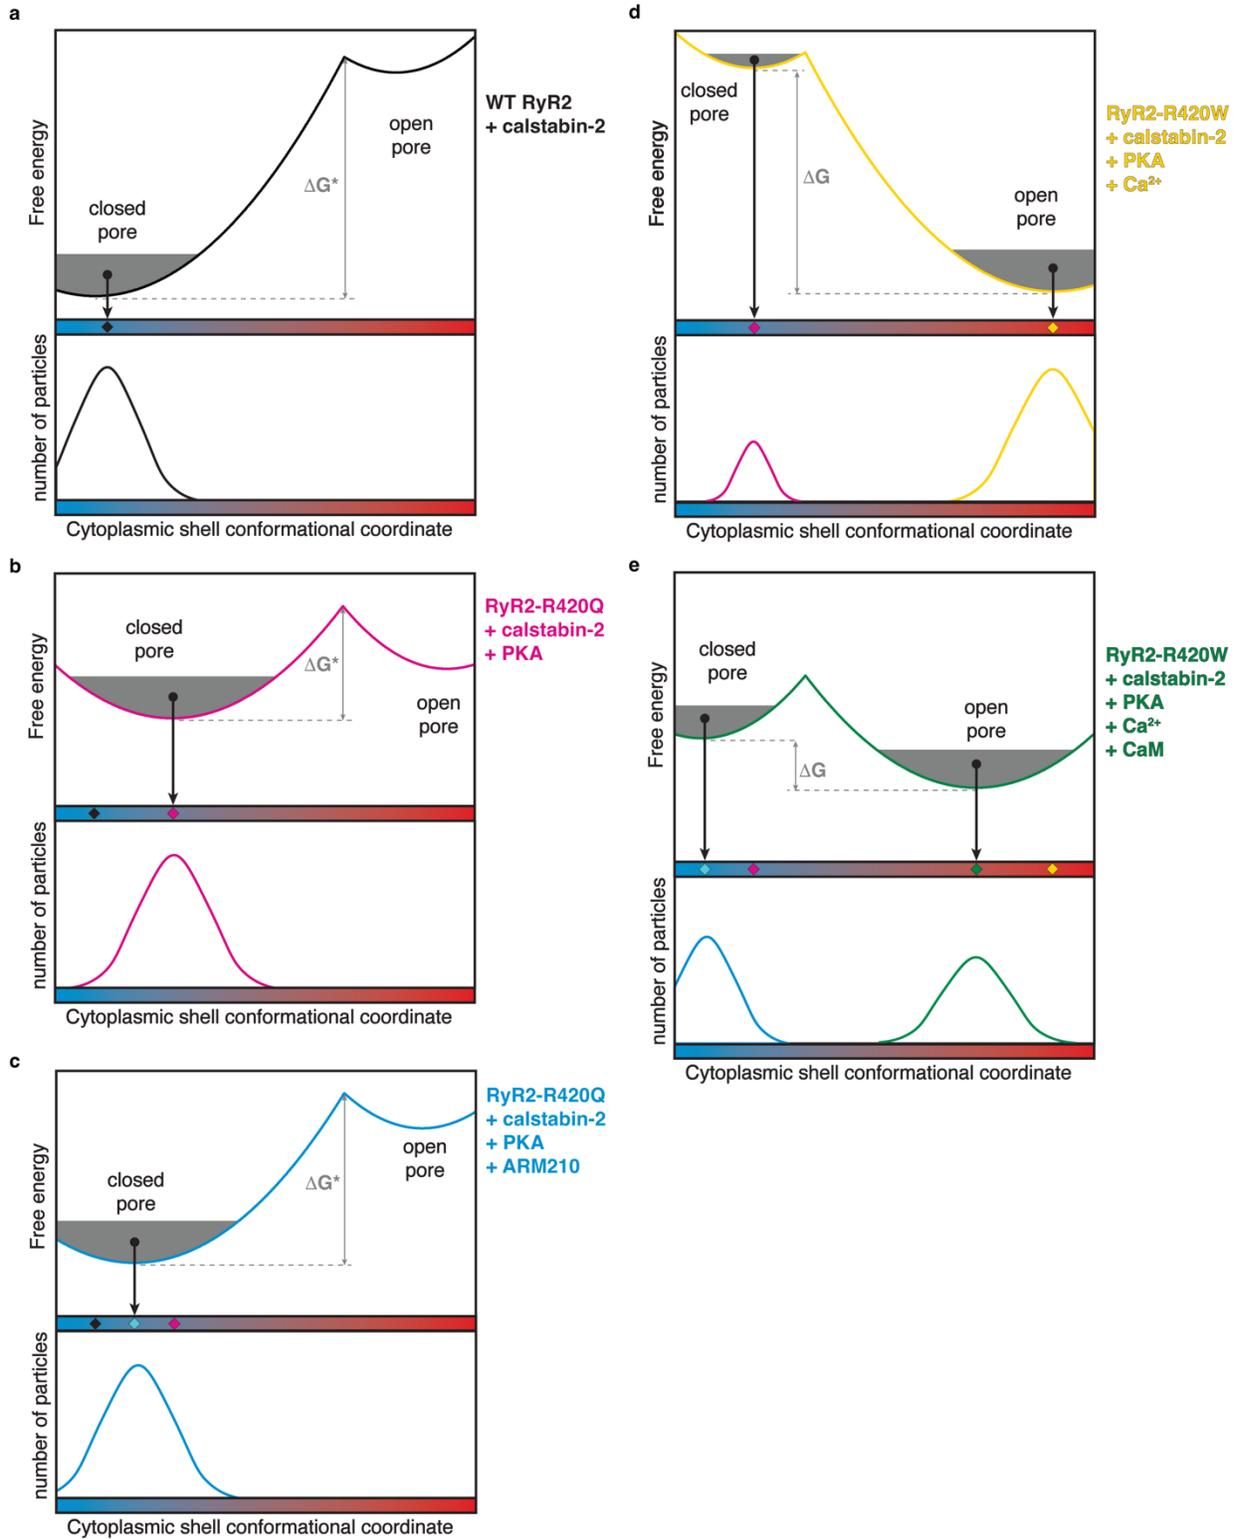 a
Free energy
closed
pore
ΔG*
open
pore
WT RyR2
+ calstabin-2
number of particles
Cytoplasmic shell conformational coordinate
b
Free energy
closed
pore
ΔG*
open
pore
RyR2-R420Q
+ calstabin-2
+ PKA
number of particles
Cytoplasmic shell conformational coordinate
c
Free energy
closed
pore
ΔG*
open
pore
RyR2-R420Q
+ calstabin-2
+ PKA
+ ARM210
number of particles
Cytoplasmic shell conformational coordinate
d
Free energy
closed
pore
ΔG
open
pore
RyR2-R420W
+ calstabin-2
+ PKA
+ Ca²⁺
number of particles
Cytoplasmic shell conformational coordinate
e
Free energy
closed
pore
ΔG
open
pore
RyR2-R420W
+ calstabin-2
+ PKA
+ Ca²⁺
+ CaM
number of particles
Cytoplasmic shell conformational coordinate